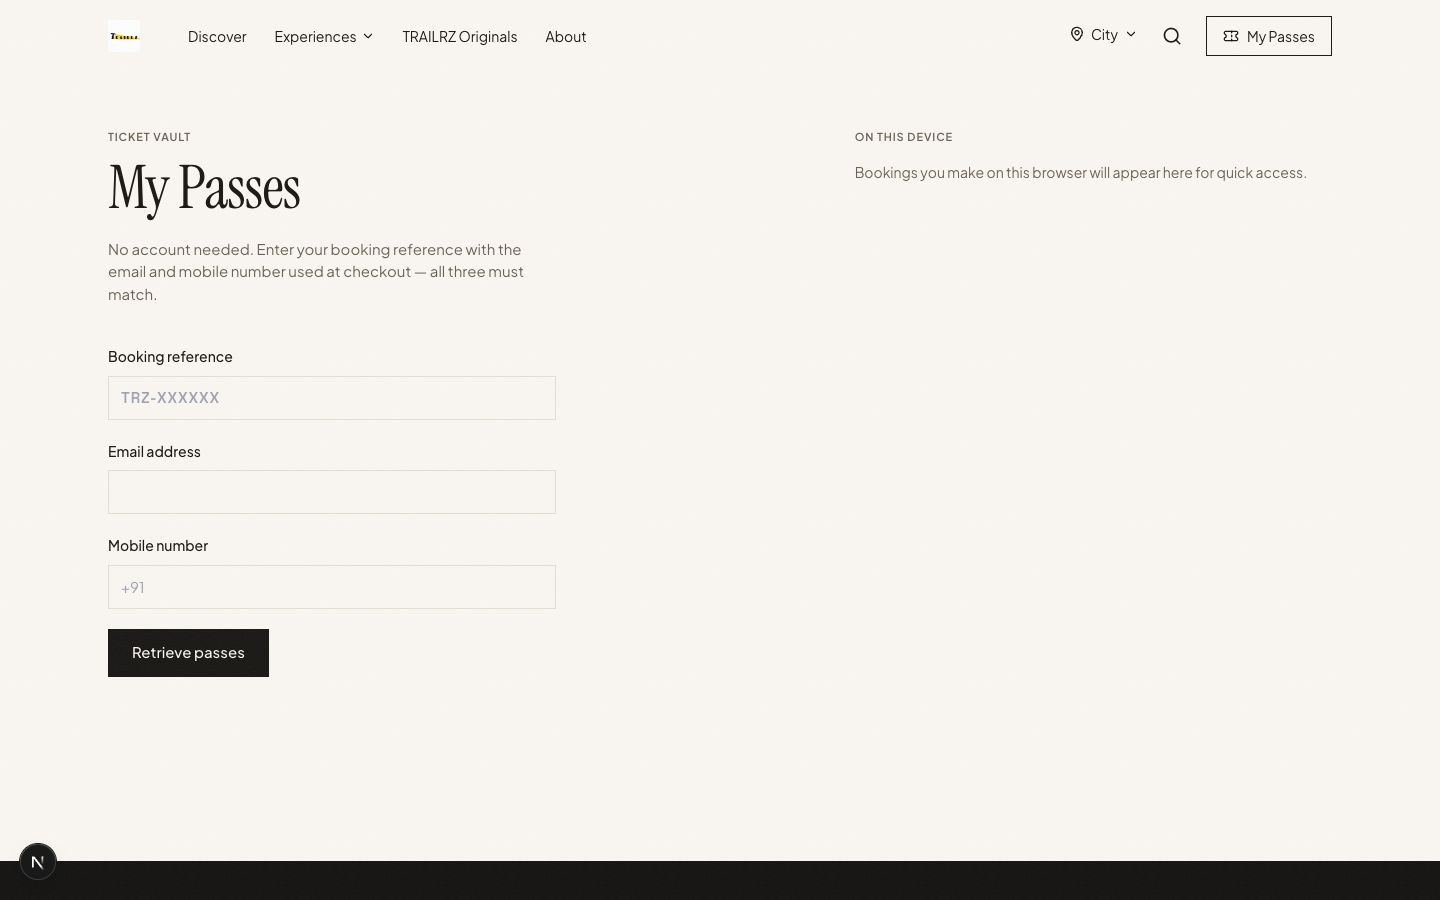 Discover
Experiences
TRAILRZ Originals
About
City
My Passes
TICKET VAULT
My Passes
No account needed. Enter your booking reference with the
email and mobile number used at checkout — all three must
match.
Booking reference
TRZ-XXXXXX
Email address
Mobile number
+91
Retrieve passes
ON THIS DEVICE
Bookings you make on this browser will appear here for quick access.
N